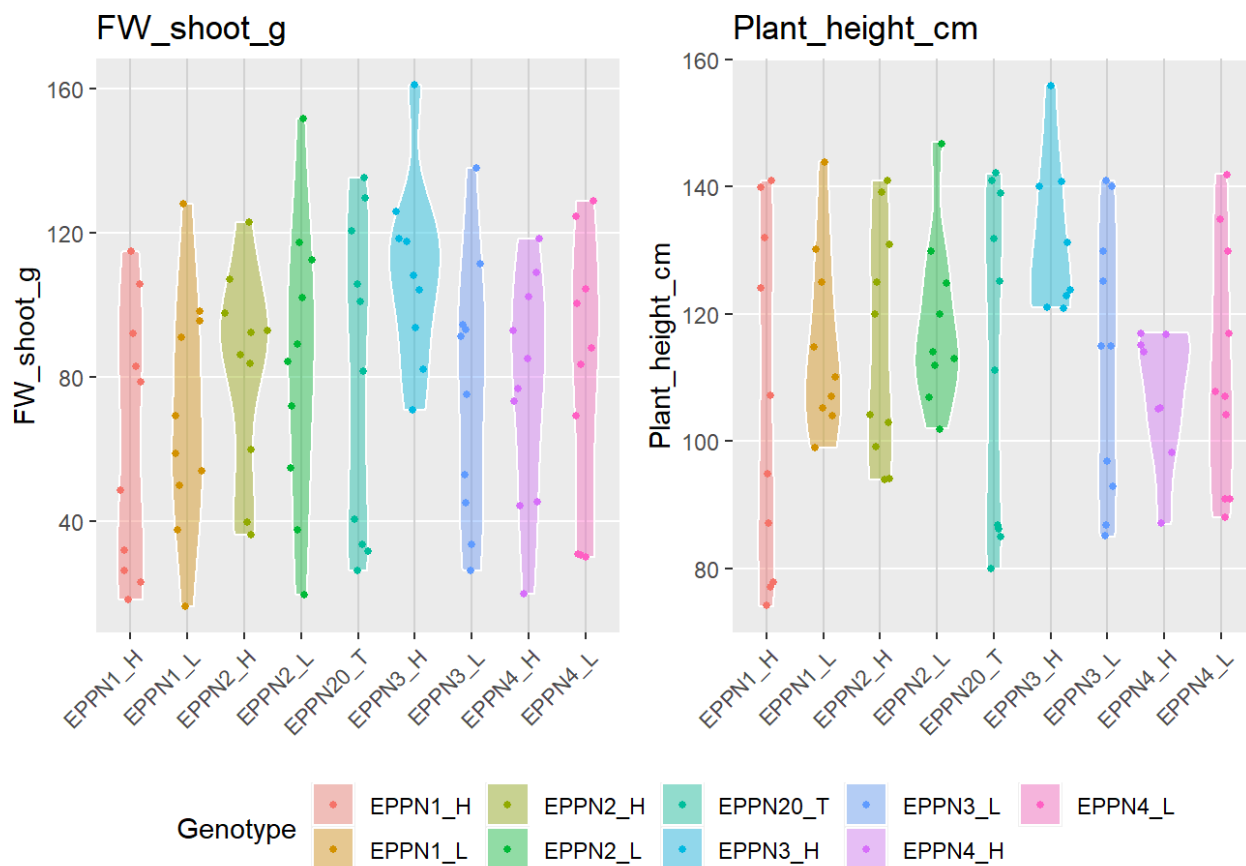 FW_shoot_g
Plant_height_cm
FW_shoot_g
160
120
80
40
EPPN1_H
EPPN1_L
EPPN2_H
EPPN2_L
EPPN20_T
EPPN3_H
EPPN3_L
EPPN4_H
EPPN4_L
Plant_height_cm
160
140
120
100
80
EPPN1_H
EPPN1_L
EPPN2_H
EPPN2_L
EPPN20_T
EPPN3_H
EPPN3_L
EPPN4_H
EPPN4_L
Genotype
EPPN1_H
EPPN1_L
EPPN2_H
EPPN2_L
EPPN20_T
EPPN3_H
EPPN3_L
EPPN4_H
EPPN4_L